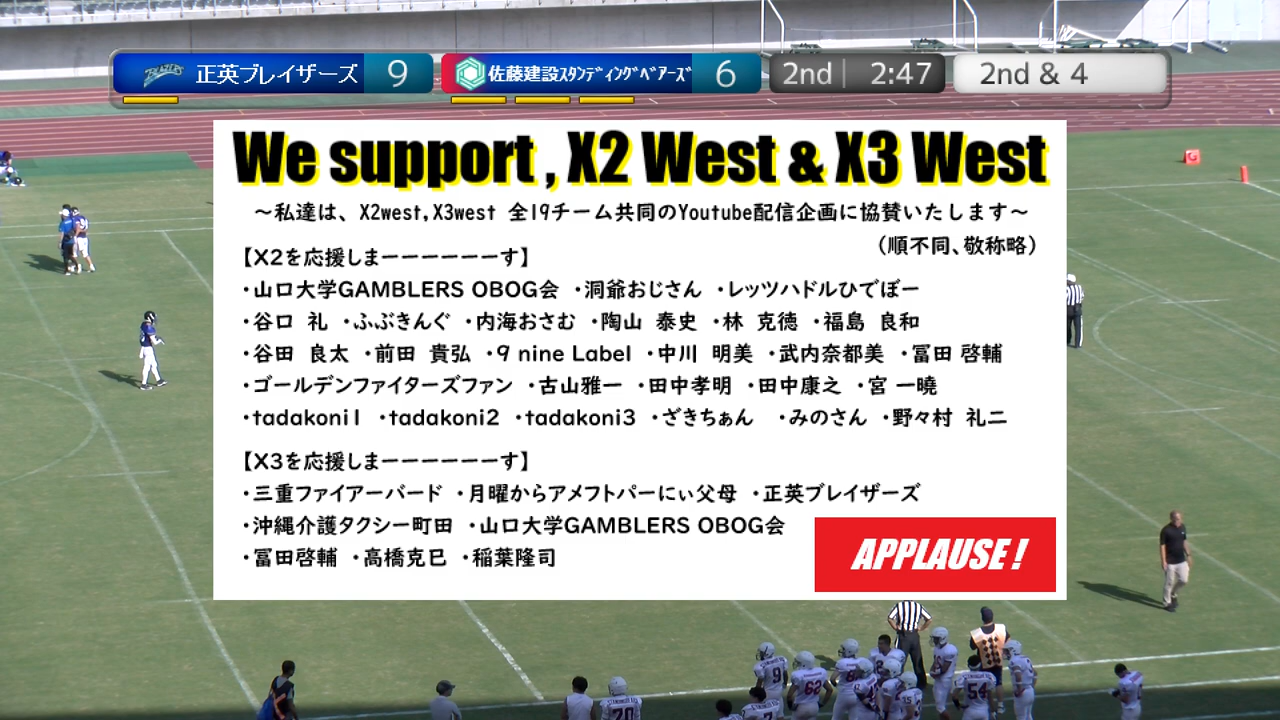 BLAZERS 正英ブレイザーズ 9 佐藤建設スタンディングベアーズ 6 2nd 2:47 2nd & 4
We support , X2 West & X3 West
～私達は、X2west,X3west 全19チーム共同のYoutube配信企画に協賛いたします～
（順不同、敬称略）
【X2を応援しまーーーーーーす】
・山口大学GAMBLERS OBOG会 ・洞爺おじさん ・レッツハドルひでぼー
・谷口 礼 ・ふぶきんぐ ・内海おさむ ・陶山 泰史 ・林 克徳 ・福島 良和
・谷田 良太 ・前田 貴弘 ・9 nine Label ・中川 明美 ・武内奈都美 ・冨田 啓輔
・ゴールデンファイターズファン ・古山雅一 ・田中孝明 ・田中康之 ・宮 一曉
・tadakoni1 ・tadakoni2 ・tadakoni3 ・ざきちぁん ・みのさん ・野々村 礼二
【X3を応援しまーーーーーーす】
・三重ファイアーバード ・月曜からアメフトパーにぃ父母 ・正英ブレイザーズ
・沖縄介護タクシー町田 ・山口大学GAMBLERS OBOG会
・冨田啓輔 ・高橋克巳 ・稲葉隆司
APPLAUSE!
9
62
54
70